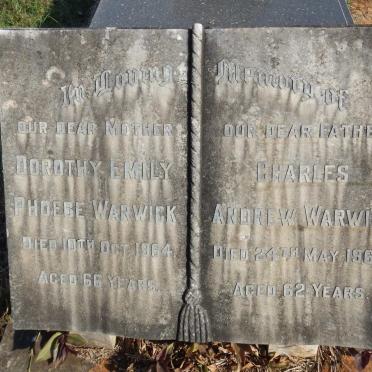 In Loving
Our Dear Mother
Dorothy Emily
Phoebe Warwick
Died 10th Oct. 1964.
Aged 66 Years.
Memory of
Our Dear Father
Charles
Andrew Warwi
Died 24th May 196
Aged 62 Years.